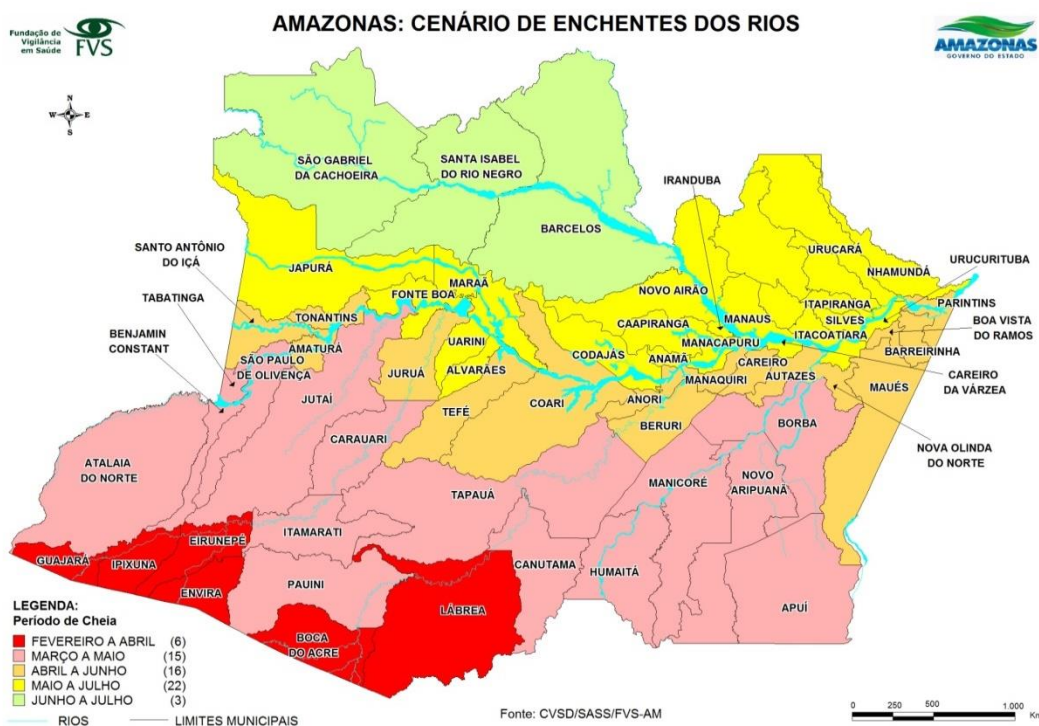 Fundação de
Vigilância
em Saúde
FVS
AMAZONAS: CENÁRIO DE ENCHENTES DOS RIOS
AMAZONAS
GOVERNO DO ESTADO
N
W
E
S
SÃO GABRIEL
DA CACHOEIRA
SANTA ISABEL
DO RIO NEGRO
BARCELOS
IRANDUBA
SANTO ANTÔNIO
DO IÇÁ
TABATINGA
BENJAMIN
CONSTANT
JAPURÁ
MARAÃ
FONTE BOA
TONANTINS
AMATURÁ
SÃO PAULO
DE OLIVENÇA
JUTAÍ
JURUÁ
UARINI
ALVARÃES
TEFÉ
COARI
CODAJÁS
CAAPIRANGA
NOVO AIRÃO
ANAMÃ
ANORI
BERURI
MANACAPURU
MANAUS
MANAQUIRI
CAREIRO
AUTAZES
URUCARÁ
NHAMUNDÁ
URUCURITUBA
ITAPIRANGA
SILVES
ITACOATIARA
PARINTINS
BOA VISTA
DO RAMOS
BARREIRINHA
CAREIRO
DA VÁRZEA
MAUÉS
NOVA OLINDA
DO NORTE
BORBA
NOVO
ARIPUANÃ
MANICORÉ
ATALAIA
DO NORTE
CARAUARI
TAPAUÁ
ITAMARATI
EIRUNEPÉ
GUAJARÁ
IPIXUNA
ENVIRA
PAUINI
BOCA
DO ACRE
LÁBREA
CANUTAMA
HUMAITÁ
APUÍ
LEGENDA:
Período de Cheia
FEVEREIRO A ABRIL (6)
MARÇO A MAIO (15)
ABRIL A JUNHO (16)
MAIO A JULHO (22)
JUNHO A JULHO (3)
RIOS LIMITES MUNICIPAIS
Fonte: CVSD/SASS/FVS-AM
0 250 500 1.000
Km